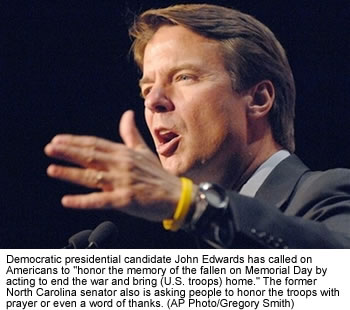 Democratic presidential candidate John Edwards has called on
Americans to "honor the memory of the fallen on Memorial Day by
acting to end the war and bring (U.S. troops) home." The former
North Carolina senator also is asking people to honor the troops with
prayer or even a word of thanks. (AP Photo/Gregory Smith)